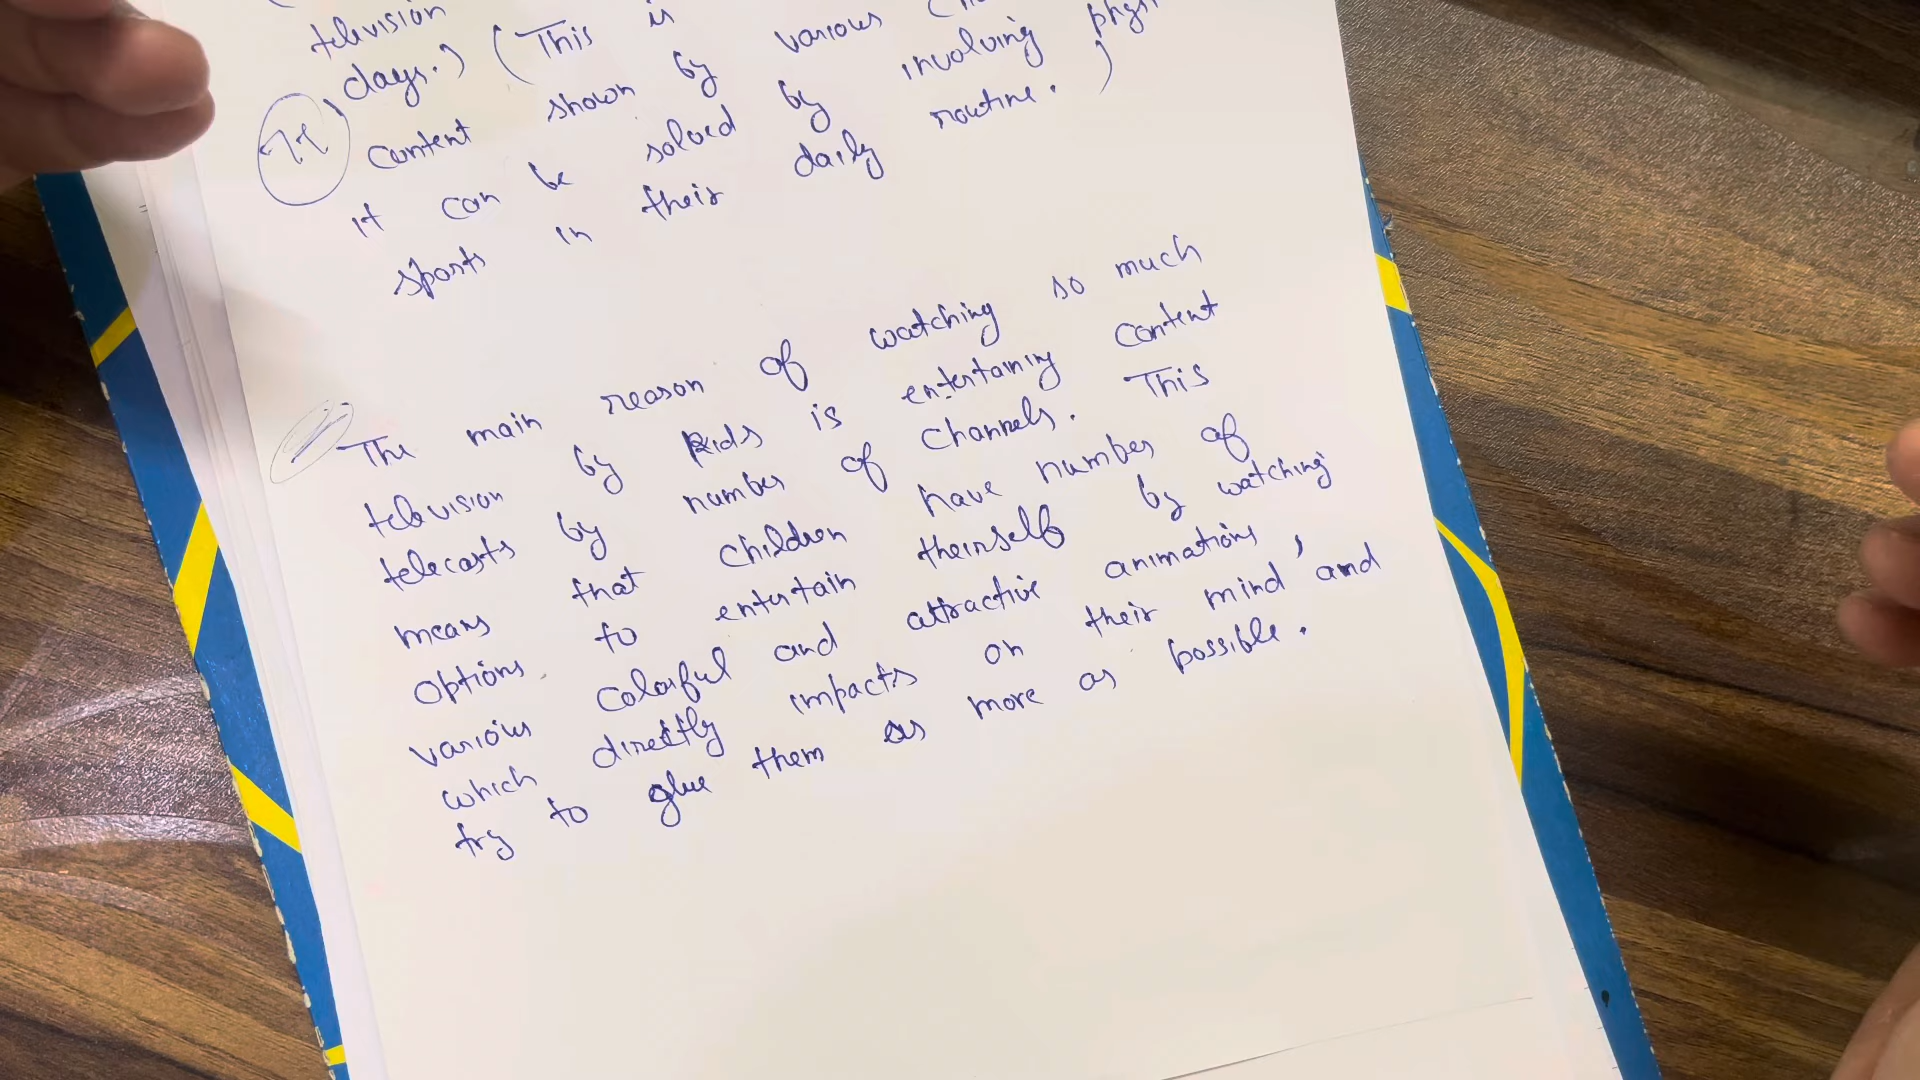 television is
days.) (This is various
T.T content shown by involving
it can be solved by
sports in their daily routine.)
The main reason of watching so much
television by kids is entertaining content
telecasts by number of channels. This
means that children have number of
options to entertain theirself by watching
various colorful and attractive animations,
which directly impacts on their mind and
try to glue them as more as possible.